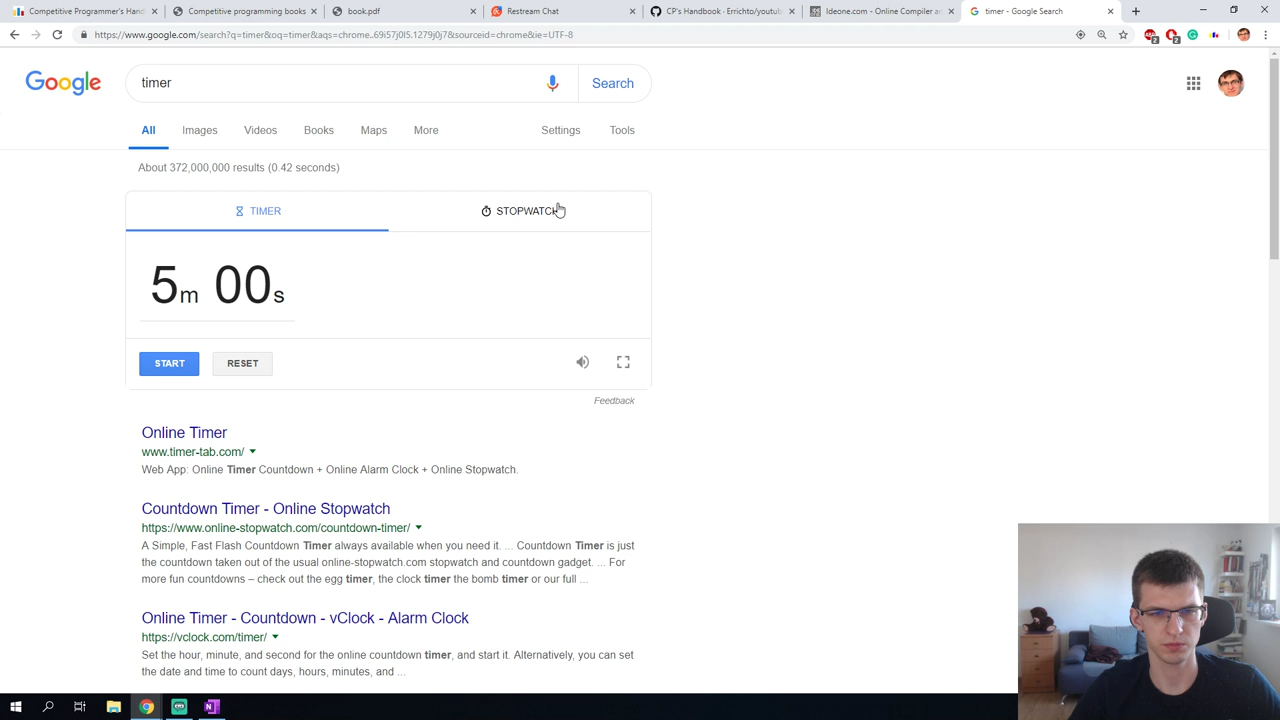 Competitive Programmer's Hand
Competitive programming books
book.pdf
Restream Chat
CP's Handbook · Errichto/youtub
Ideone.com - Online Compiler an
timer - Google Search
https://www.google.com/search?q=timer&oq=timer&aqs=chrome..69i57j0l5.1279j0j7&sourceid=chrome&ie=UTF-8
Google
timer
Search
All
Images
Videos
Books
Maps
More
Settings
Tools
About 372,000,000 results (0.42 seconds)
TIMER
STOPWATCH
5m 00s
START
RESET
Feedback
Online Timer
www.timer-tab.com/
Web App: Online Timer Countdown + Online Alarm Clock + Online Stopwatch.
Countdown Timer - Online Stopwatch
https://www.online-stopwatch.com/countdown-timer/
A Simple, Fast Flash Countdown Timer always available when you need it. ... Countdown Timer is just
the countdown taken out of the usual online-stopwatch.com stopwatch and countdown gadget. ... For
more fun countdowns – check out the egg timer, the clock timer the bomb timer or our full ...
Online Timer - Countdown - vClock - Alarm Clock
https://vclock.com/timer/
Set the hour, minute, and second for the online countdown timer, and start it. Alternatively, you can set
the date and time to count days, hours, minutes, and ...